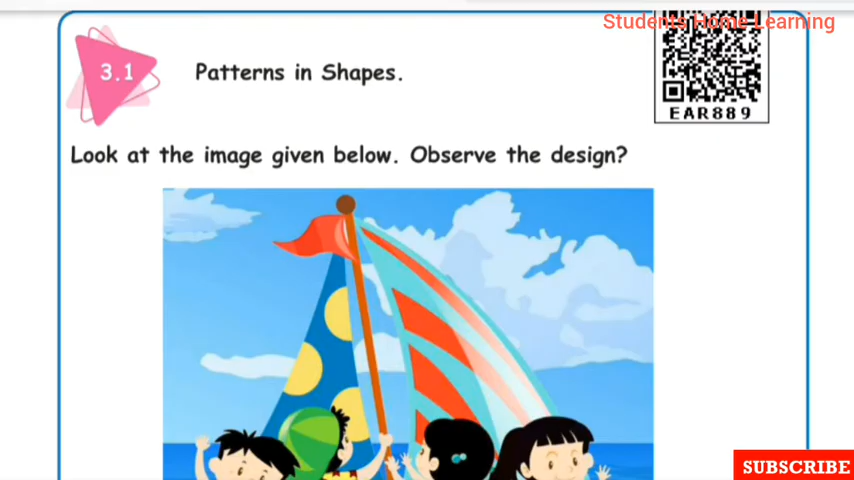 Students Home Learning
3.1
Patterns in Shapes.
EAR889
Look at the image given below. Observe the design?
SUBSCRIBE